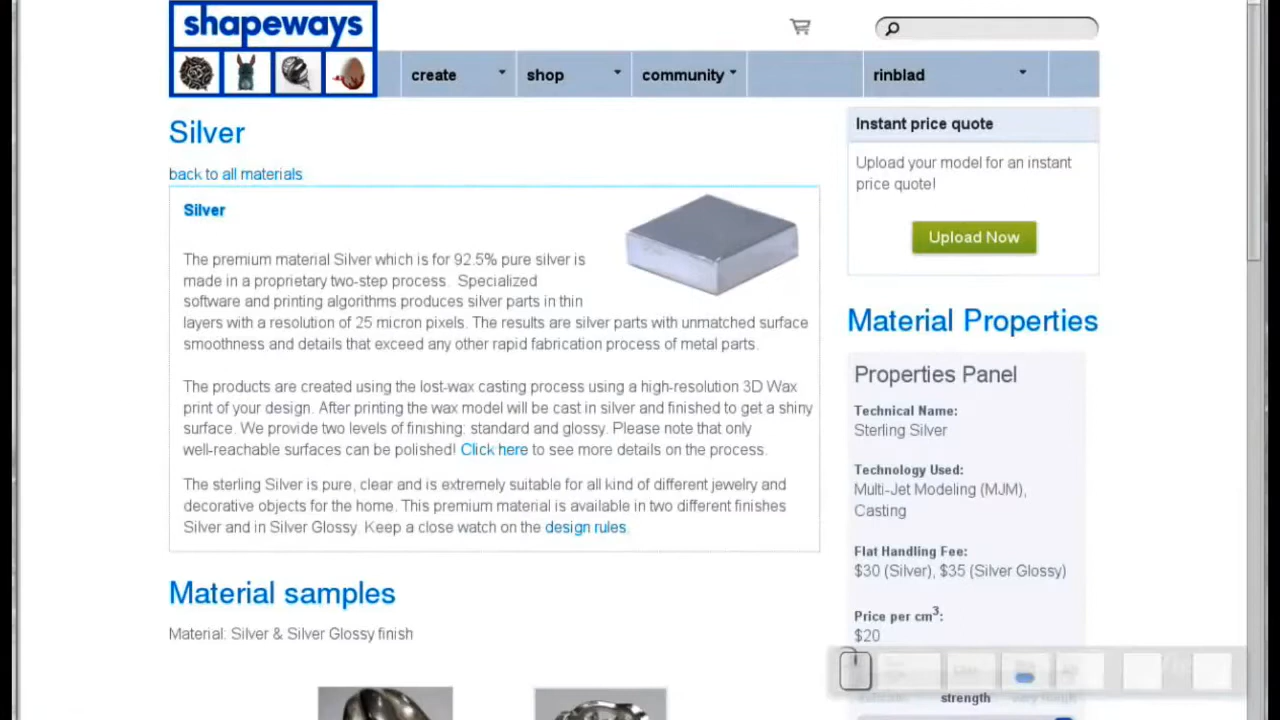 shapeways
create
shop
community
rinblad
Silver
back to all materials
Silver
The premium material Silver which is for 92.5% pure silver is
made in a proprietary two-step process.  Specialized
software and printing algorithms produces silver parts in thin
layers with a resolution of 25 micron pixels. The results are silver parts with unmatched surface
smoothness and details that exceed any other rapid fabrication process of metal parts.
The products are created using the lost-wax casting process using a high-resolution 3D Wax
print of your design. After printing the wax model will be cast in silver and finished to get a shiny
surface. We provide two levels of finishing: standard and glossy. Please note that only
well-reachable surfaces can be polished! Click here to see more details on the process.
The sterling Silver is pure, clear and is extremely suitable for all kind of different jewelry and
decorative objects for the home. This premium material is available in two different finishes
Silver and in Silver Glossy. Keep a close watch on the design rules.
Material samples
Material: Silver & Silver Glossy finish
Instant price quote
Upload your model for an instant
price quote!
Upload Now
Material Properties
Properties Panel
Technical Name:
Sterling Silver
Technology Used:
Multi-Jet Modeling (MJM),
Casting
Flat Handling Fee:
$30 (Silver), $35 (Silver Glossy)
Price per cm³:
$20
strength